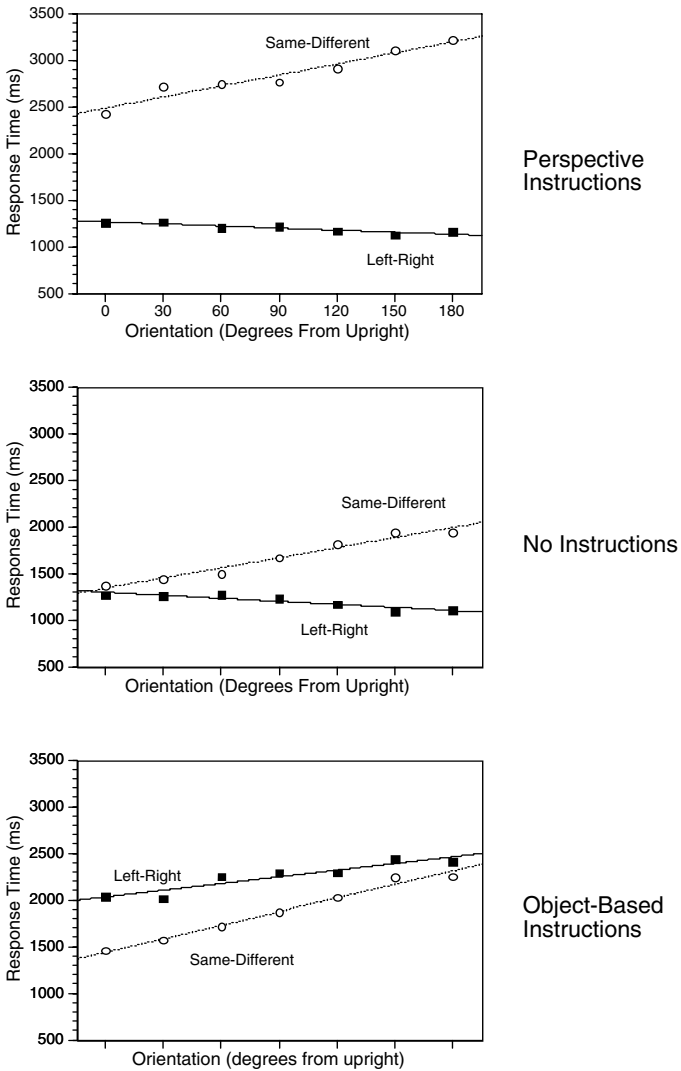 3500
3000
2500
2000
1500
1000
500
Response Time (ms)
Same-Different
Left-Right
0 30 60 90 120 150 180
Orientation (Degrees From Upright)
Perspective
Instructions
3500
3000
2500
2000
1500
1000
500
Response Time (ms)
Same-Different
Left-Right
Orientation (Degrees From Upright)
No Instructions
3500
3000
2500
2000
1500
1000
500
Response Time (ms)
Left-Right
Same-Different
Orientation (degrees from upright)
Object-Based
Instructions